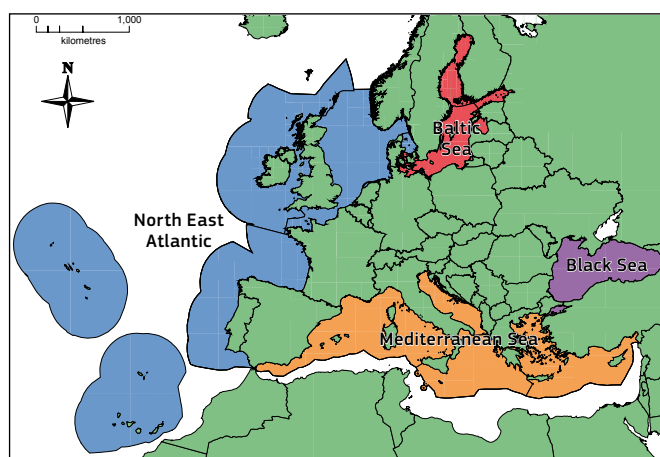 0 1,000
kilometres
N
Baltic
Sea
North East
Atlantic
Black Sea
Mediterranean Sea